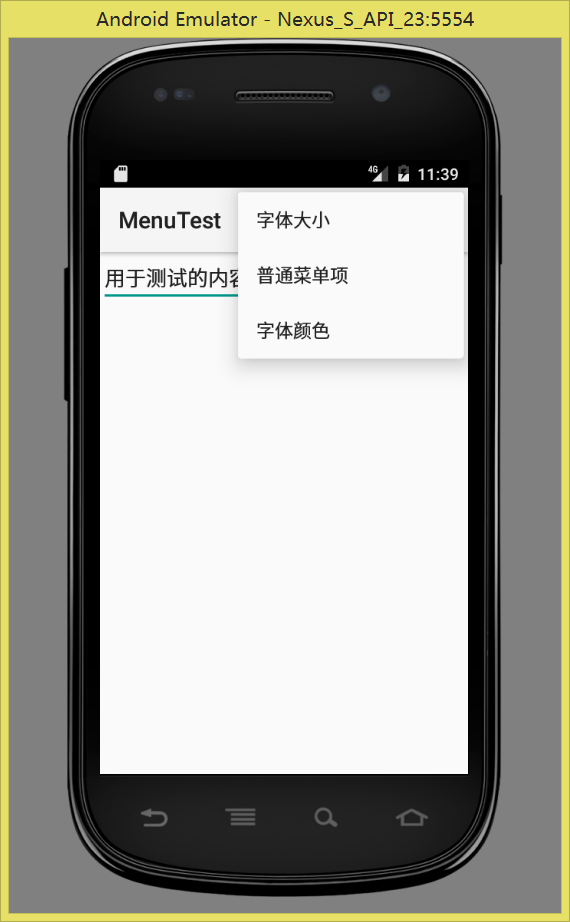 Android Emulator - Nexus_S_API_23:5554
4G 11:39
MenuTest
字体大小
普通菜单项
字体颜色
用于测试的内